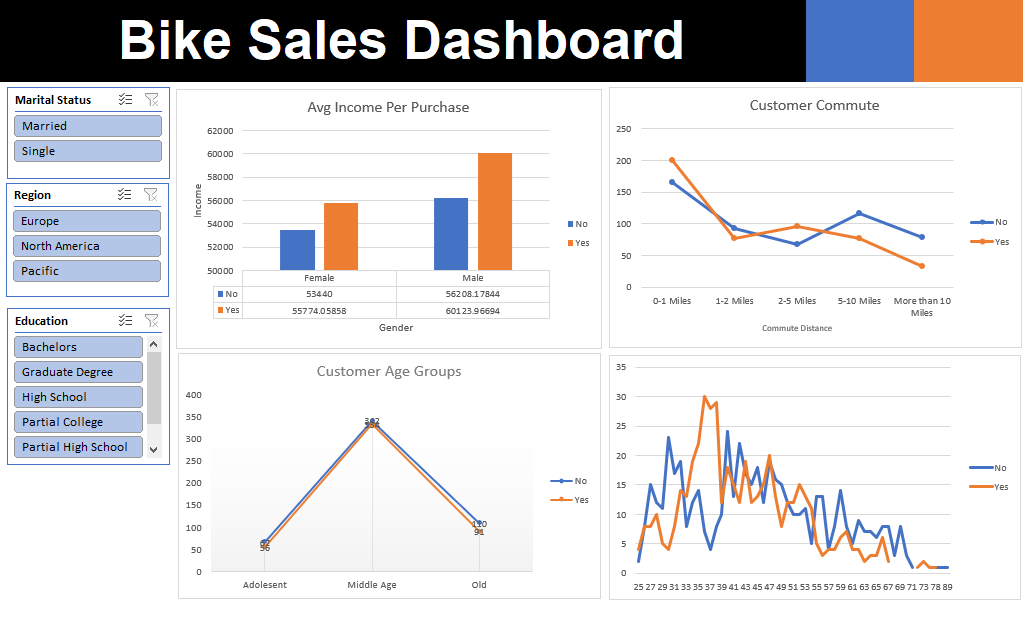 Bike Sales Dashboard
Marital Status
Married
Single
Region
Europe
North America
Pacific
Education
Bachelors
Graduate Degree
High School
Partial College
Partial High School
Avg Income Per Purchase
62000
60000
58000
56000
54000
52000
50000
Income
Female Male
No 53440 56208.17844
Yes 55774.05858 60123.96694
Gender
No
Yes
Customer Commute
250
200
150
100
50
0
0-1 Miles 1-2 Miles 2-5 Miles 5-10 Miles More than 10
Miles
Commute Distance
No
Yes
Customer Age Groups
400
350
300
250
200
150
100
50
0
56
110
91
Adolesent Middle Age Old
No
Yes
35
30
25
20
15
10
5
0
25 27 29 31 33 35 37 39 41 43 45 47 49 51 53 55 57 59 61 63 65 67 69 71 73 78 89
No
Yes